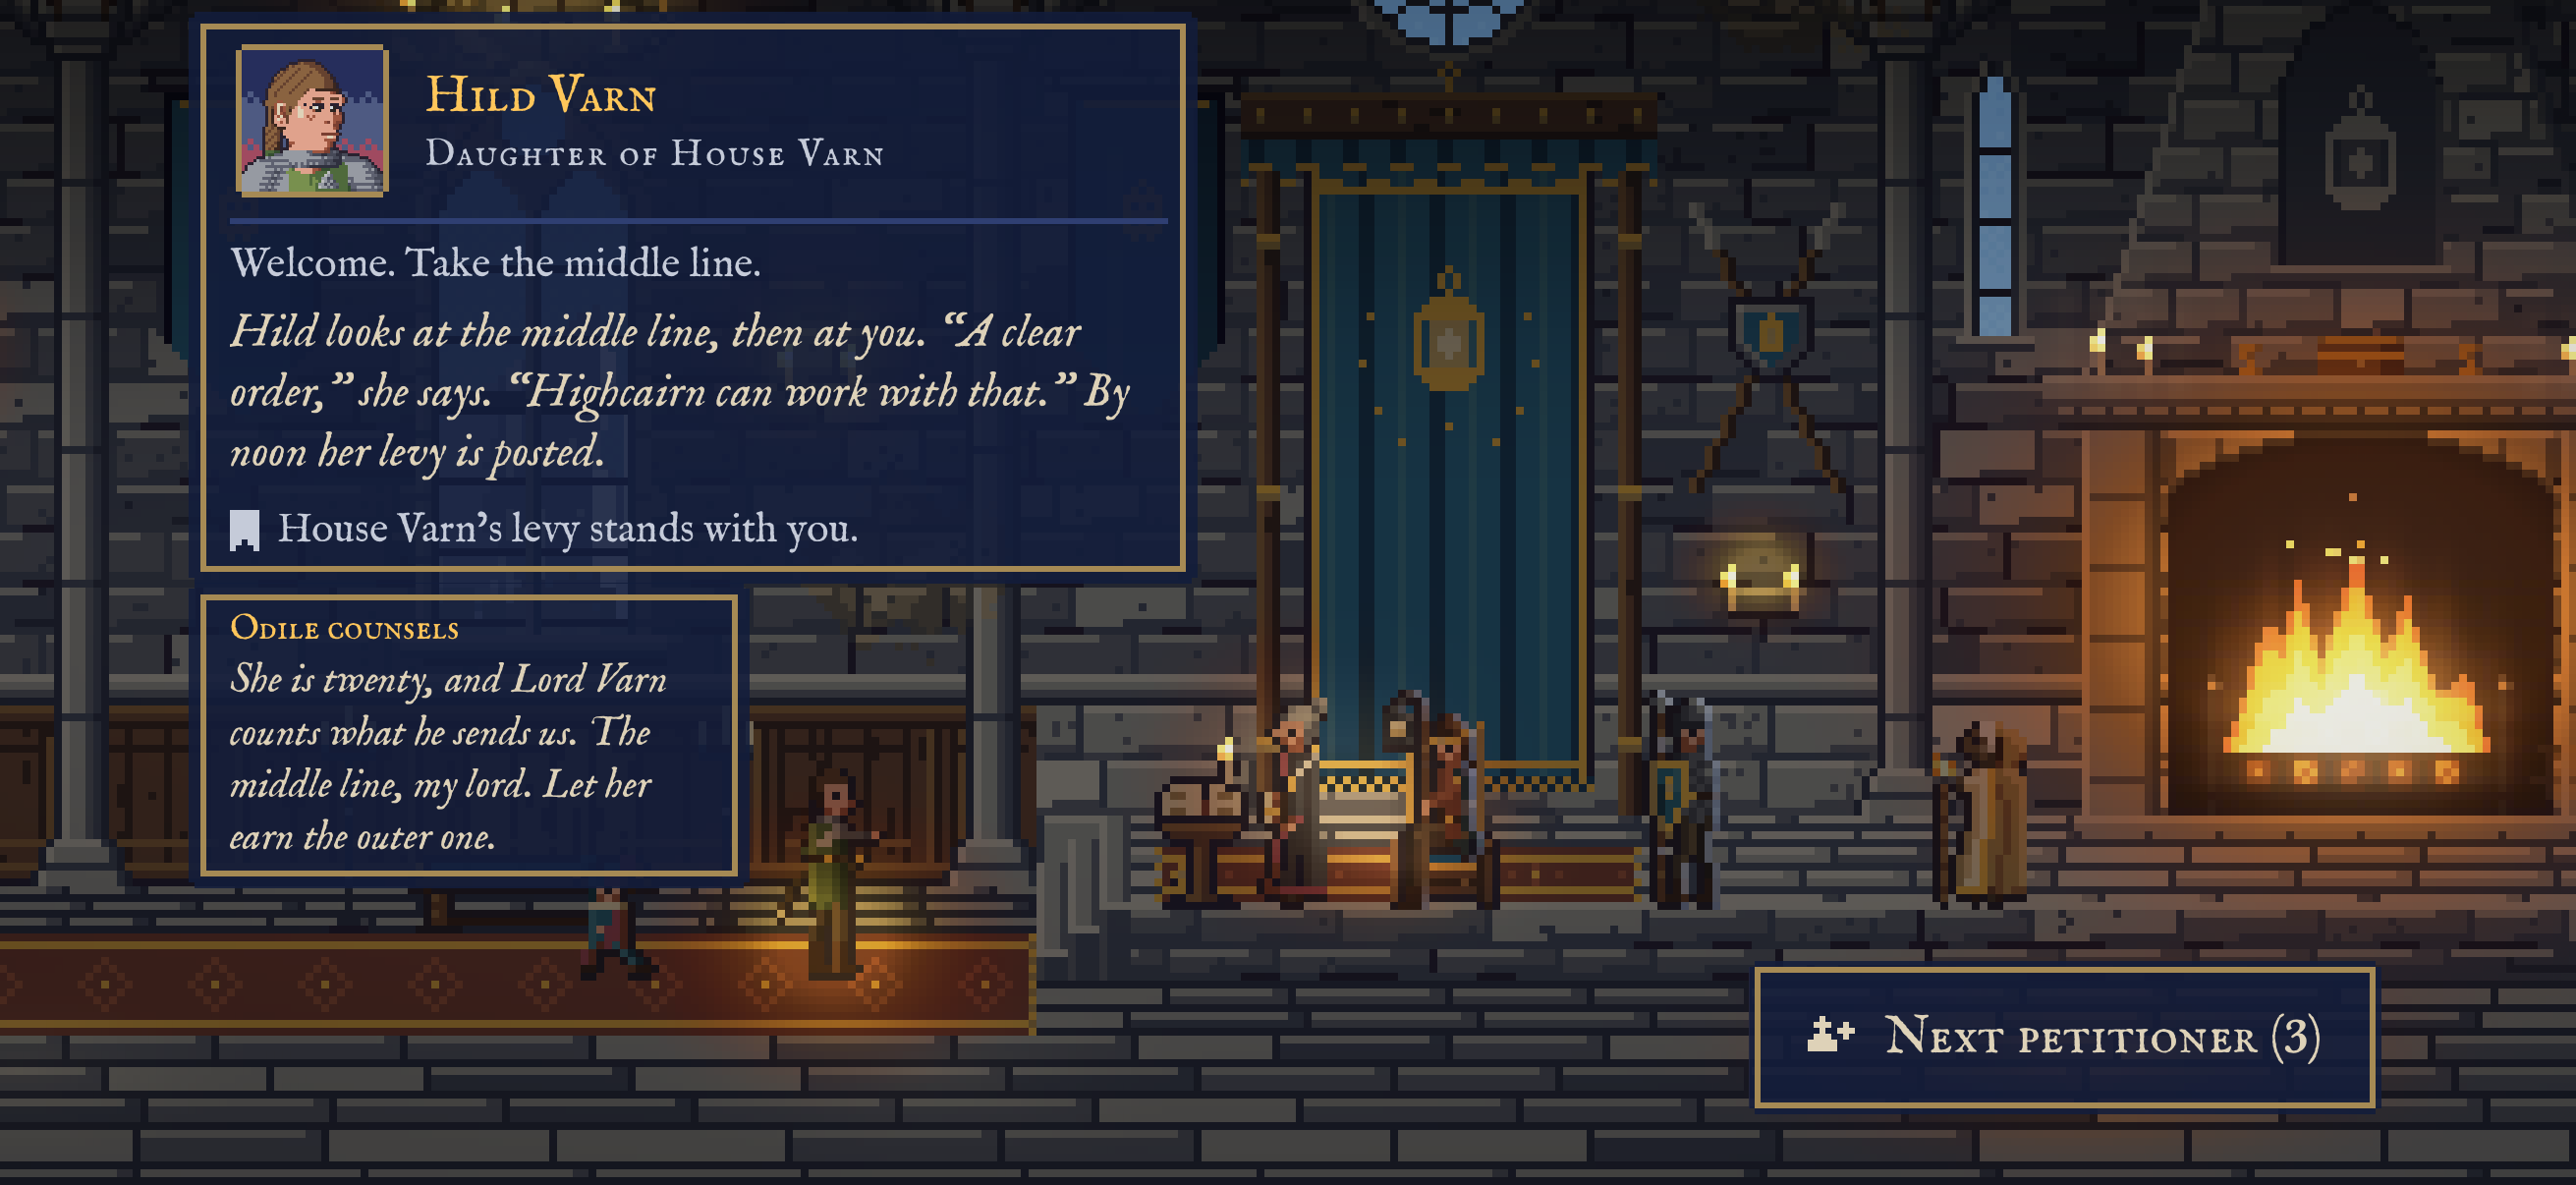 Hild Varn
Daughter of House Varn
Welcome. Take the middle line.
Hild looks at the middle line, then at you. “A clear
order,” she says. “Highcairn can work with that.” By
noon her levy is posted.
House Varn’s levy stands with you.
Odile counsels
She is twenty, and Lord Varn
counts what he sends us. The
middle line, my lord. Let her
earn the outer one.
Next petitioner (3)